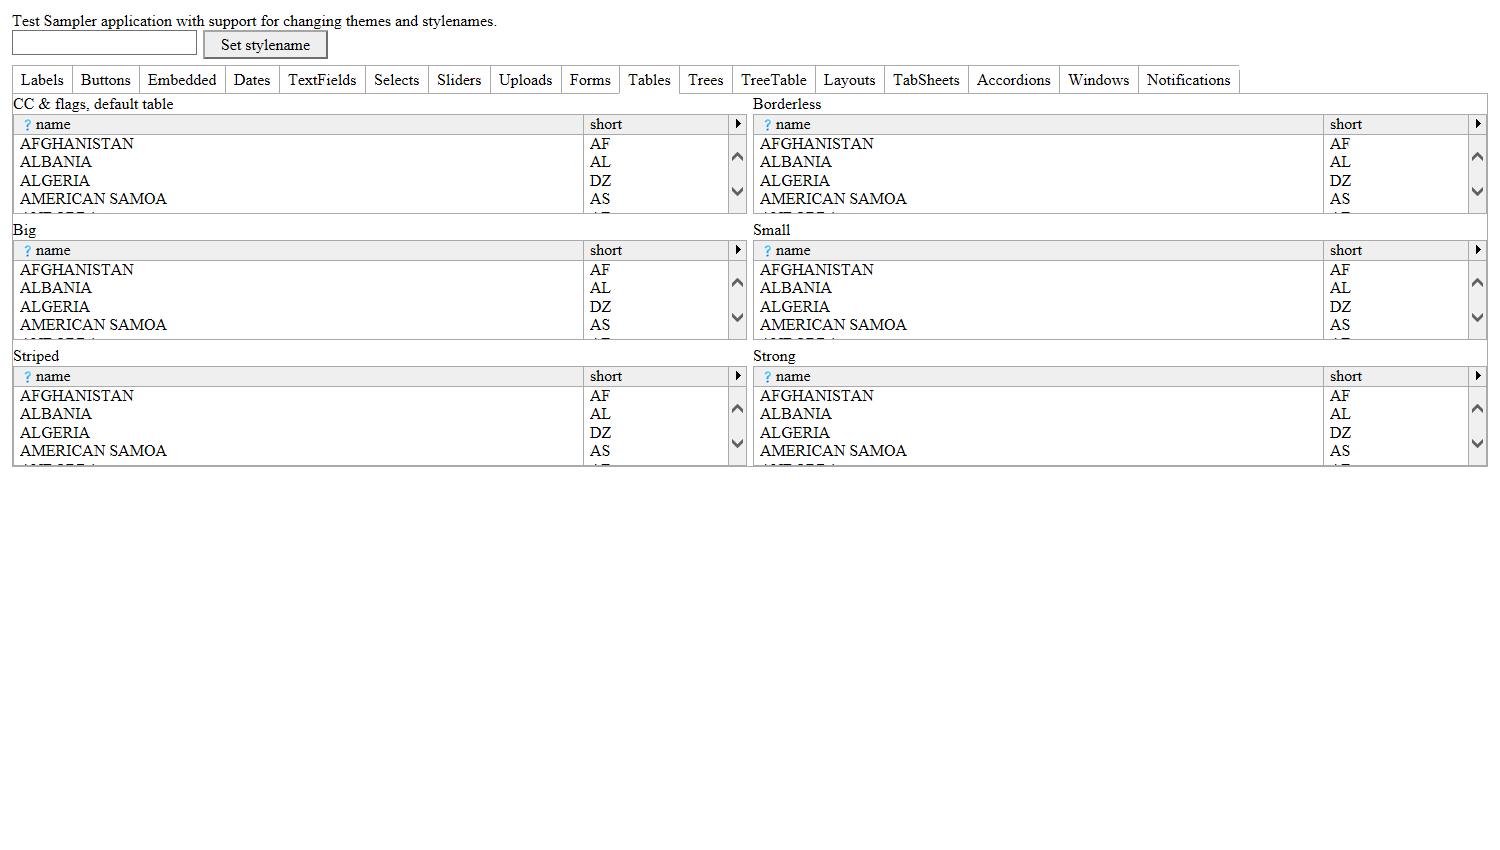 Test Sampler application with support for changing themes and stylenames.
Set stylename
Labels Buttons Embedded Dates TextFields Selects Sliders Uploads Forms Tables Trees TreeTable Layouts TabSheets Accordions Windows Notifications
CC & flags, default table
? name short
AFGHANISTAN AF
ALBANIA AL
ALGERIA DZ
AMERICAN SAMOA AS
Borderless
? name short
AFGHANISTAN AF
ALBANIA AL
ALGERIA DZ
AMERICAN SAMOA AS
Big
? name short
AFGHANISTAN AF
ALBANIA AL
ALGERIA DZ
AMERICAN SAMOA AS
Small
? name short
AFGHANISTAN AF
ALBANIA AL
ALGERIA DZ
AMERICAN SAMOA AS
Striped
? name short
AFGHANISTAN AF
ALBANIA AL
ALGERIA DZ
AMERICAN SAMOA AS
Strong
? name short
AFGHANISTAN AF
ALBANIA AL
ALGERIA DZ
AMERICAN SAMOA AS